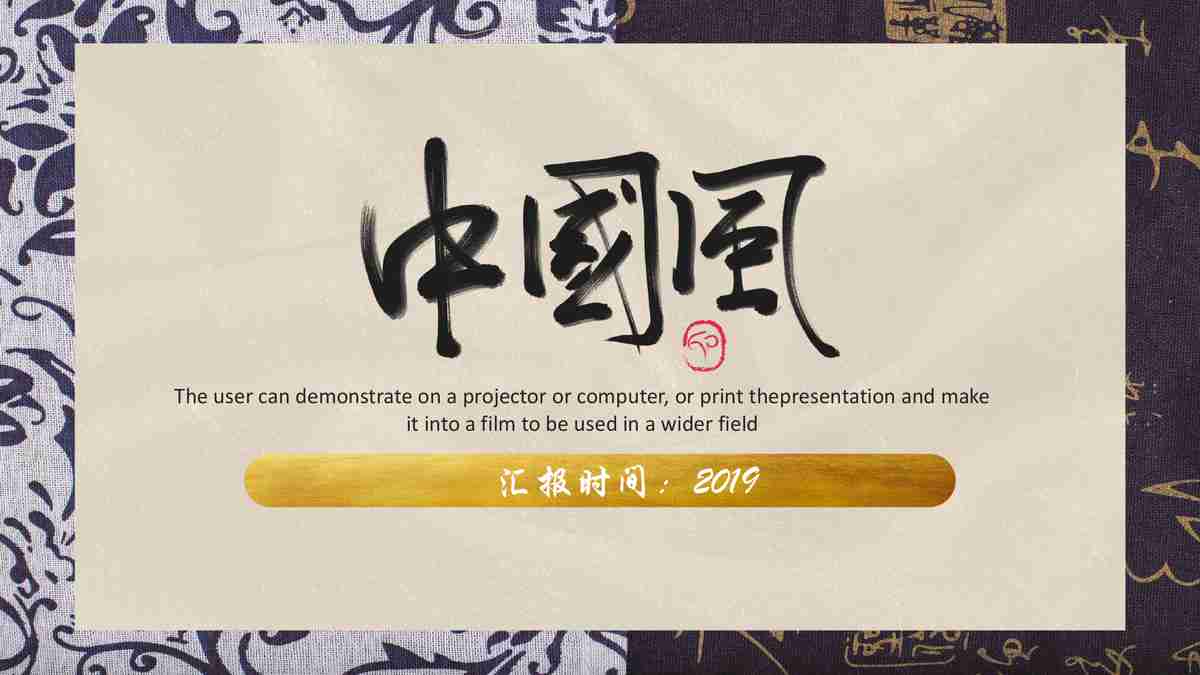 中國風
The user can demonstrate on a projector or computer, or print thepresentation and make
it into a film to be used in a wider field
汇报时间：2019